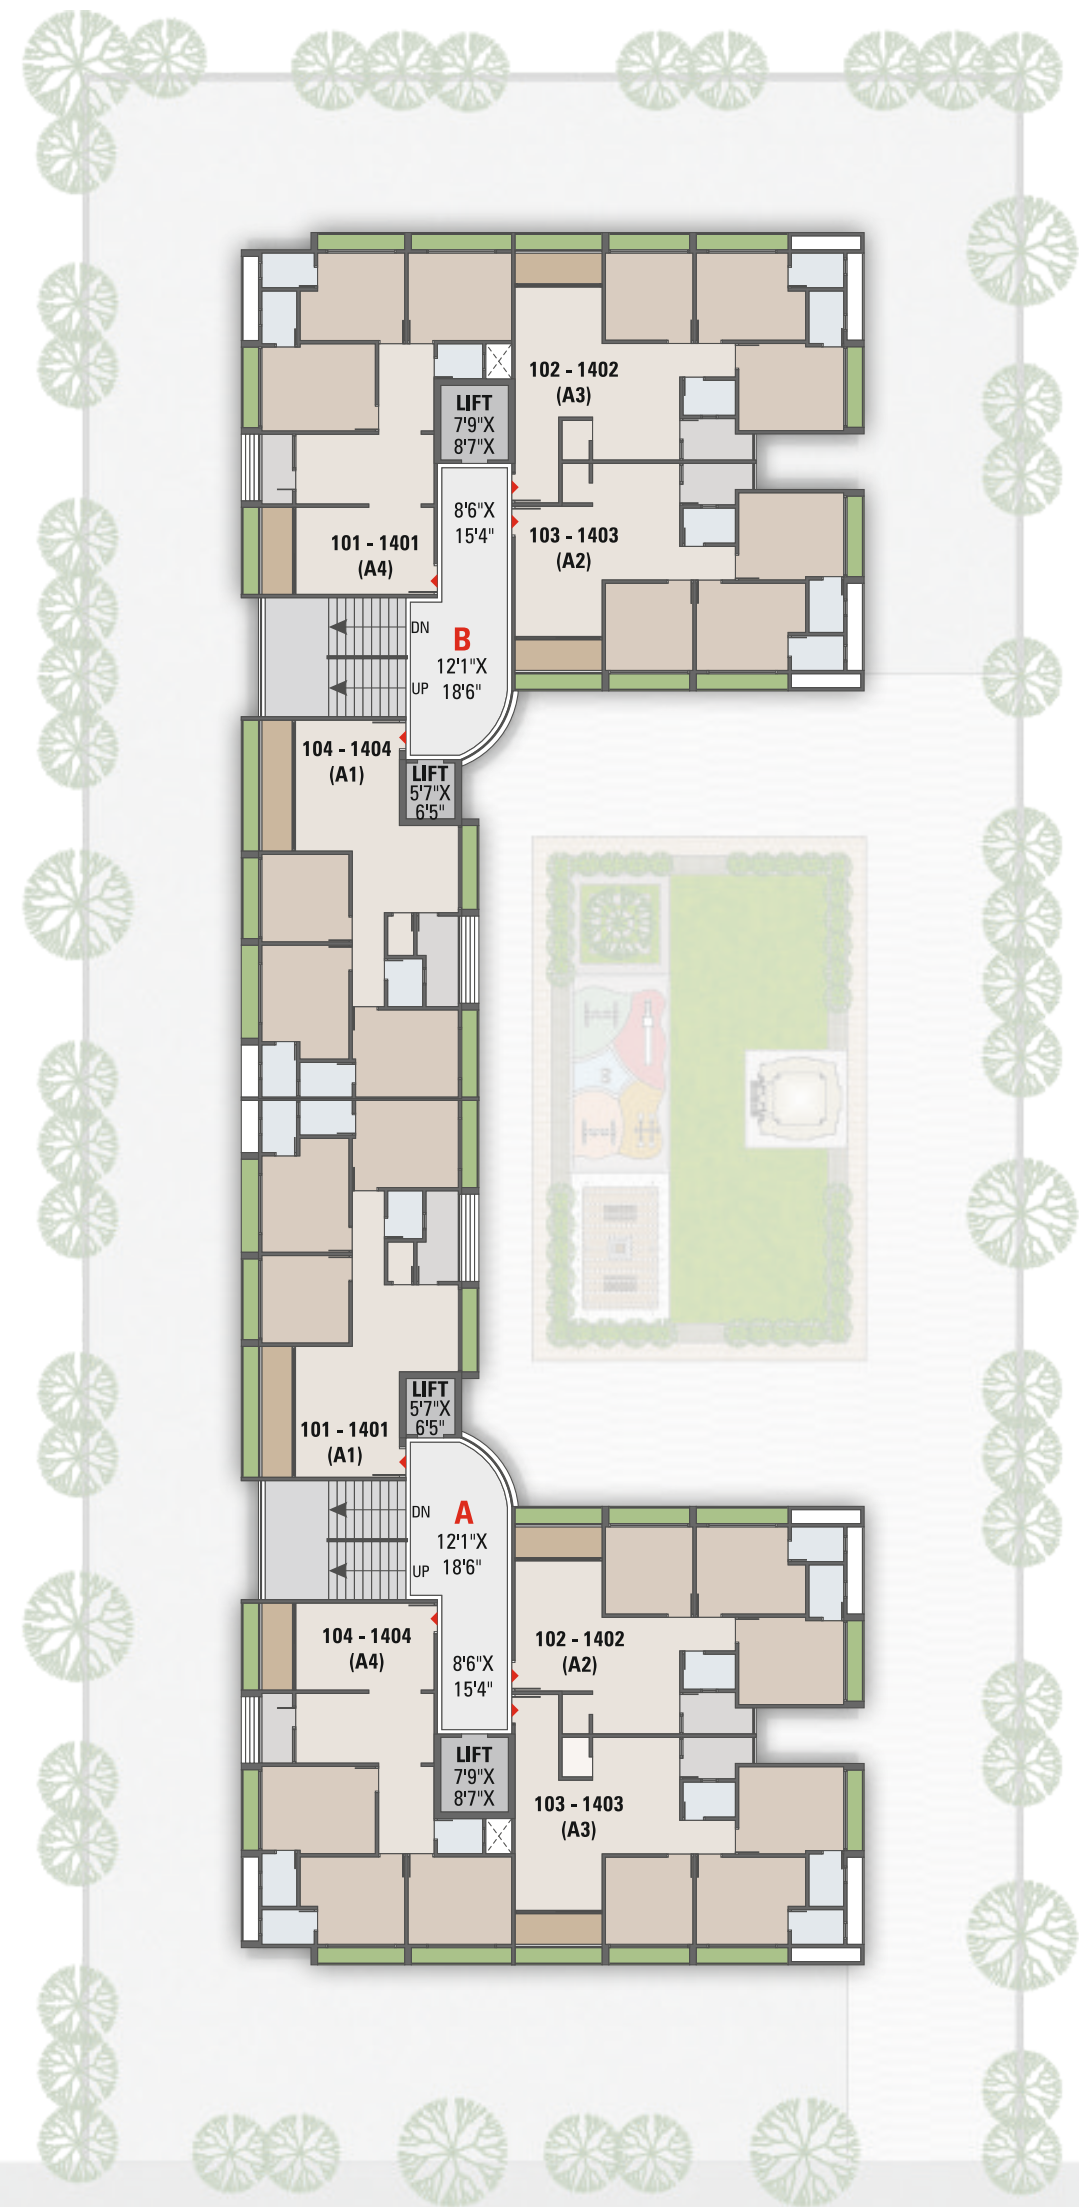 102 - 1402
(A3)
LIFT
7'9"X
8'7"X
8'6"X
15'4"
103 - 1403
(A2)
101 - 1401
(A4)
DN
B
12'1"X
18'6"
UP
104 - 1404
(A1)
LIFT
5'7"X
6'5"
LIFT
5'7"X
6'5"
101 - 1401
(A1)
DN
A
12'1"X
18'6"
UP
104 - 1404
(A4)
102 - 1402
(A2)
8'6"X
15'4"
LIFT
7'9"X
8'7"X
103 - 1403
(A3)